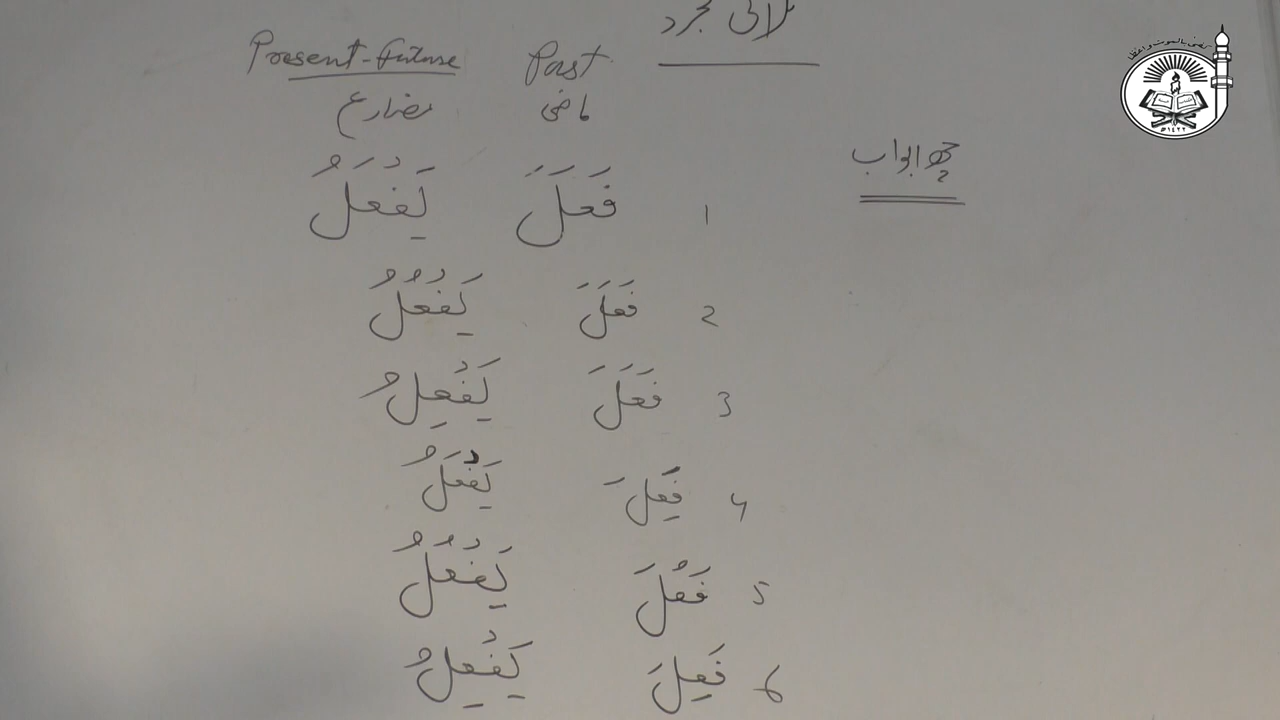 ثلاثی مجرد
Present-Future Past
مضارع ماضی
چھ ابواب
1 فَعَلَ يَفْعَلُ
2 فَعَلَ يَفْعُلُ
3 فَعَلَ يَفْعِلُ
4 فَعِلَ يَفْعَلُ
5 فَعُلَ يَفْعُلُ
6 فَعِلَ يَفْعِلُ